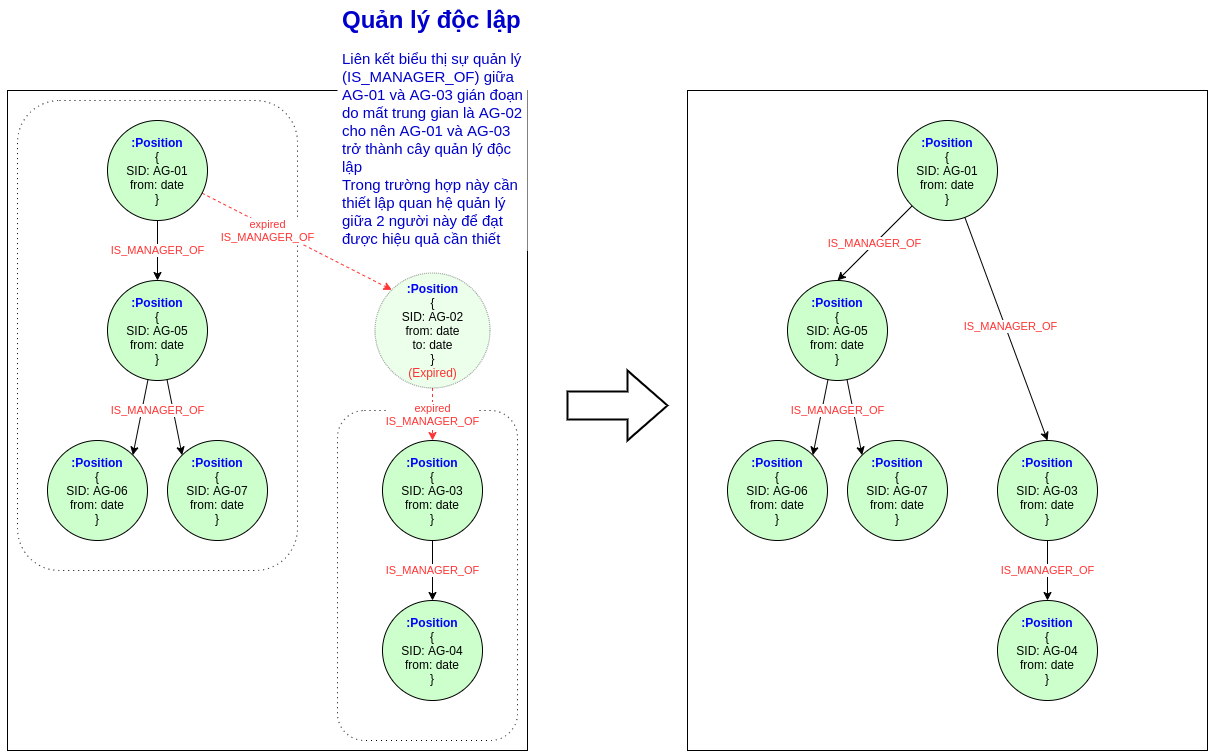 Quản lý độc lập
Liên kết biểu thị sự quản lý
(IS_MANAGER_OF) giữa
AG-01 và AG-03 gián đoạn
do mất trung gian là AG-02
cho nên AG-01 và AG-03
trở thành cây quản lý độc
lập
Trong trường hợp này cần
thiết lập quan hệ quản lý
giữa 2 người này để đạt
được hiệu quả cần thiết
:Position
{
SID: AG-01
from: date
}
expired
IS_MANAGER_OF
IS_MANAGER_OF
:Position
{
SID: AG-05
from: date
}
:Position
{
SID: AG-02
from: date
to: date
}
(Expired)
IS_MANAGER_OF
expired
IS_MANAGER_OF
:Position
{
SID: AG-06
from: date
}
:Position
{
SID: AG-07
from: date
}
:Position
{
SID: AG-03
from: date
}
IS_MANAGER_OF
:Position
{
SID: AG-04
from: date
}
:Position
{
SID: AG-01
from: date
}
IS_MANAGER_OF
IS_MANAGER_OF
:Position
{
SID: AG-05
from: date
}
IS_MANAGER_OF
:Position
{
SID: AG-06
from: date
}
:Position
{
SID: AG-07
from: date
}
:Position
{
SID: AG-03
from: date
}
IS_MANAGER_OF
:Position
{
SID: AG-04
from: date
}